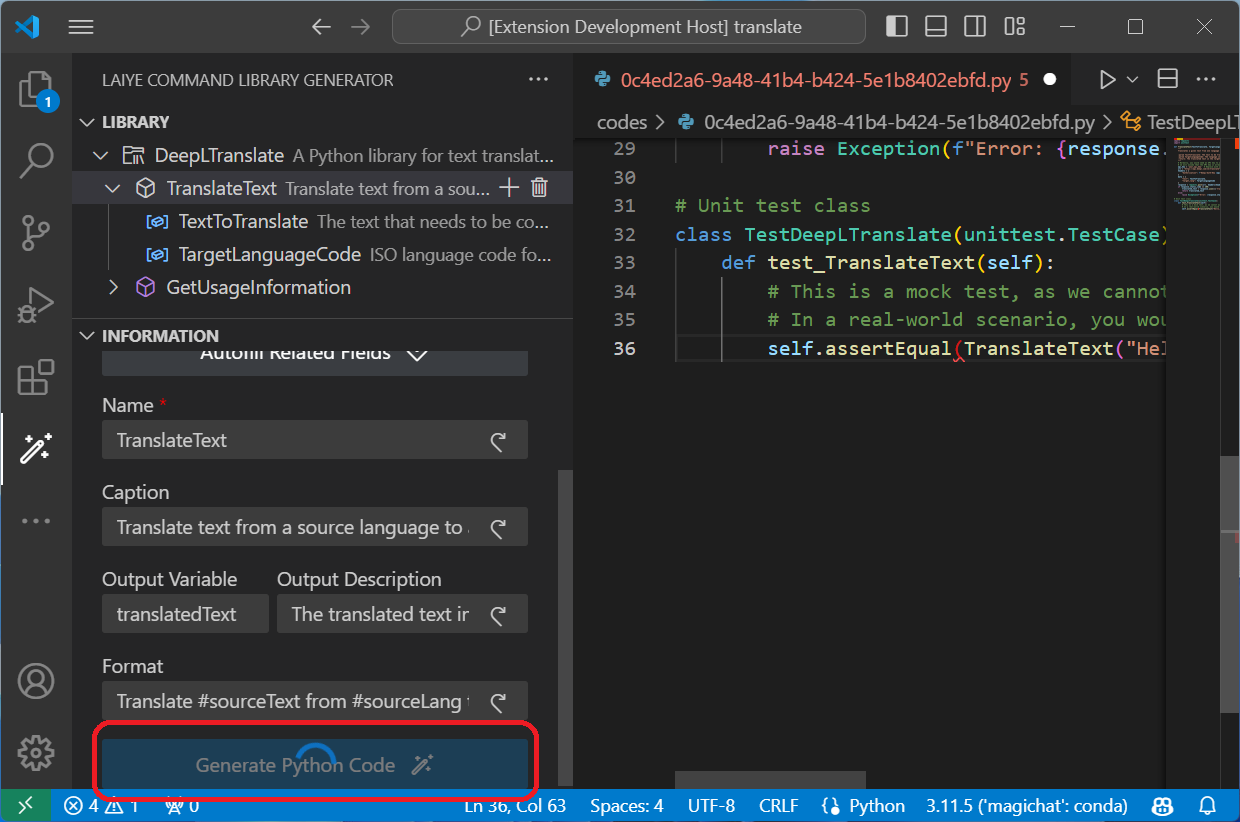 [Extension Development Host] translate
LAIYE COMMAND LIBRARY GENERATOR
LIBRARY
DeepLTranslate A Python library for text translat...
TranslateText Translate text from a sou...
TextToTranslate The text that needs to be co...
TargetLanguageCode ISO language code fo...
GetUsageInformation
INFORMATION
Autofill Related Fields
Name *
TranslateText
Caption
Translate text from a source language to
Output Variable Output Description
translatedText The translated text ir
Format
Translate #sourceText from #sourceLang
Generate Python Code
1
0c4ed2a6-9a48-41b4-b424-5e1b8402ebfd.py 5
codes > 0c4ed2a6-9a48-41b4-b424-5e1b8402ebfd.py > TestDeepLT
29 raise Exception(f"Error: {response.
30
31 # Unit test class
32 class TestDeepLTranslate(unittest.TestCase)
33 def test_TranslateText(self):
34 # This is a mock test, as we cannot
35 # In a real-world scenario, you wou
36 self.assertEqual(TranslateText("Hel
4 1 0 Ln 36, Col 63 Spaces: 4 UTF-8 CRLF Python 3.11.5 ('magichat': conda)